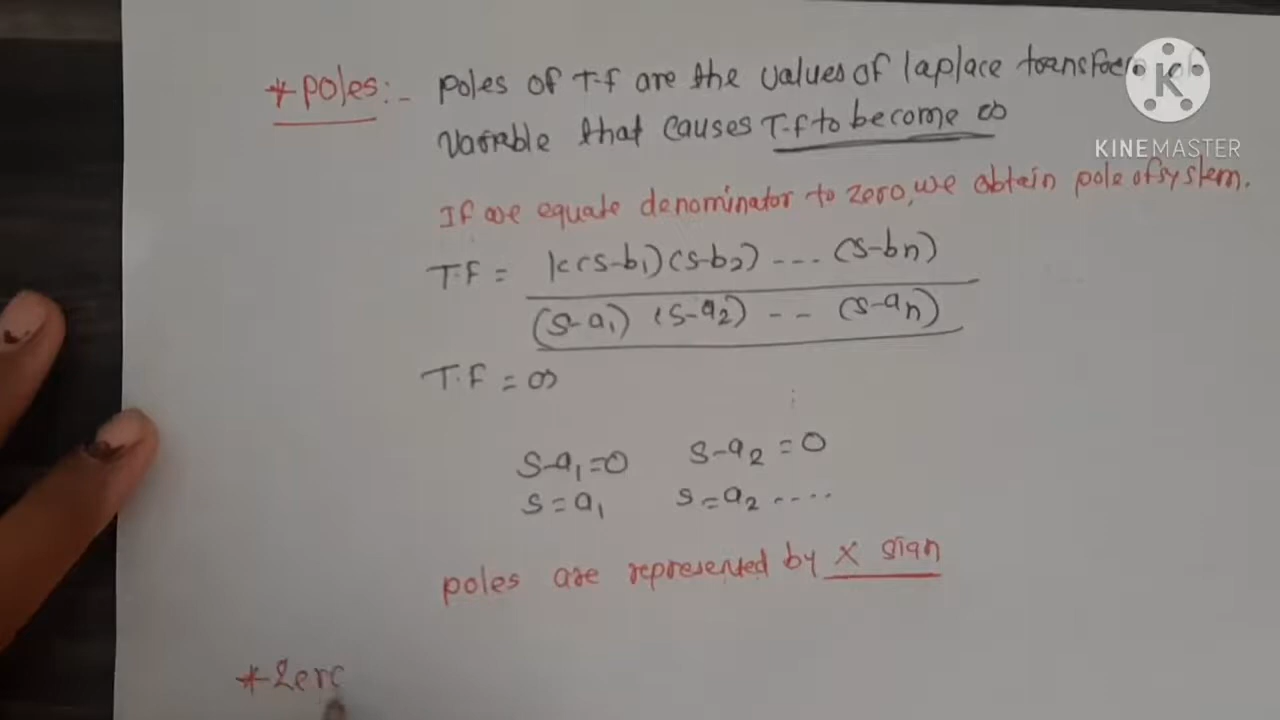 * Poles:- Poles of T.f are the values of laplace transform of
Variable that causes T.f to become ∞
K
KINEMASTER
If we equate denominator to zero, we obtain pole of system.
T.F = K(s-b₁)(s-b₂) --- (s-bn)
(s-a₁) (s-a₂) -- (s-an)
T.F = ∞
s-a₁=0 s-a₂=0
s=a₁ s=a₂ ....
poles are represented by X sign
* Zero